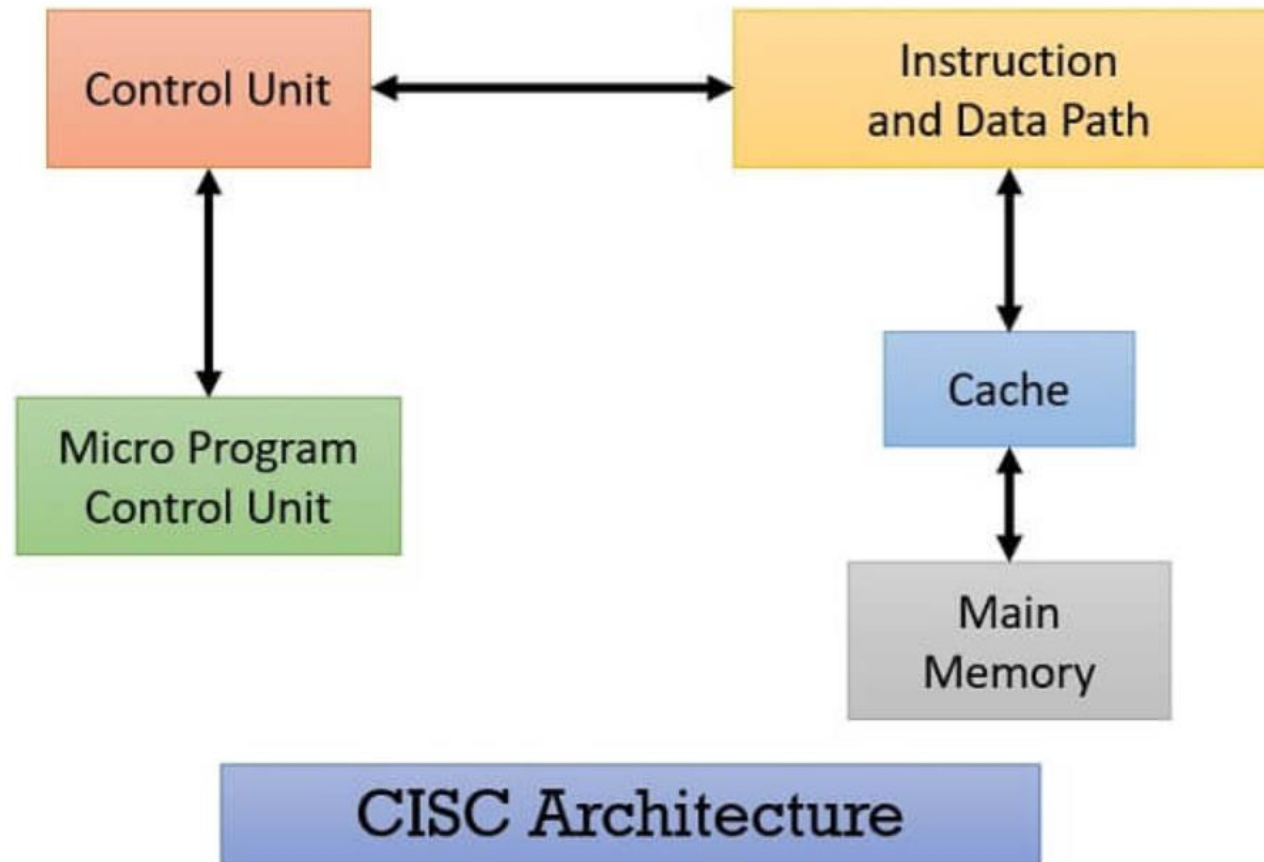 Control Unit
Instruction
and Data Path
Cache
Micro Program
Control Unit
Main
Memory
CISC Architecture